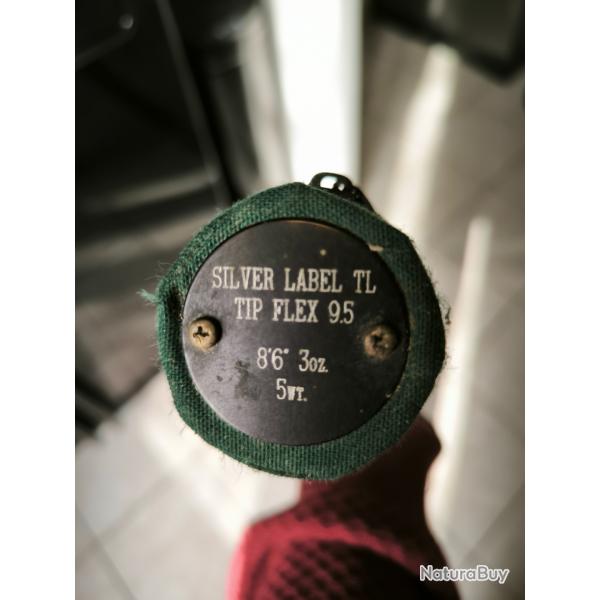 SILVER LABEL TL
TIP FLEX 9.5
8'6" 3oz.
5WT.
NaturaBuy